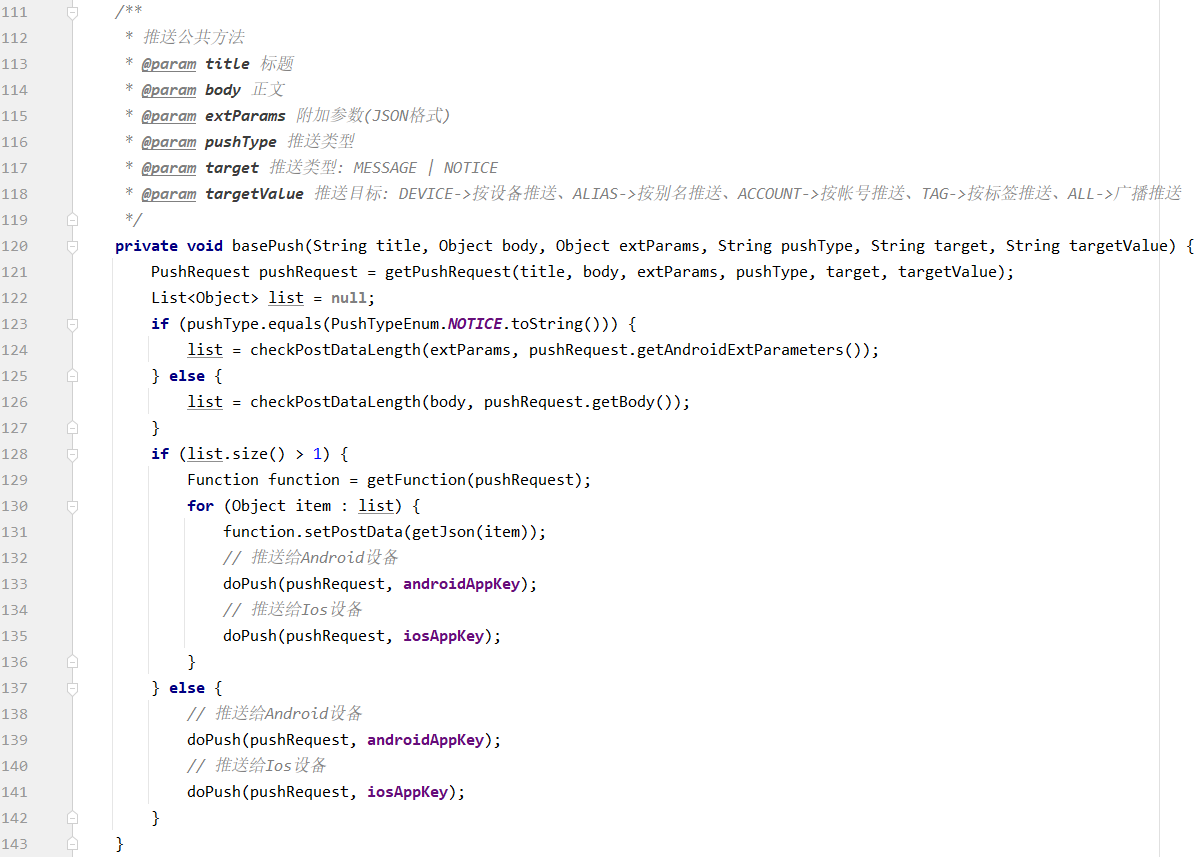 111 /**
112  * 推送公共方法
113  * @param title 标题
114  * @param body 正文
115  * @param extParams 附加参数(JSON格式)
116  * @param pushType 推送类型
117  * @param target 推送类型: MESSAGE | NOTICE
118  * @param targetValue 推送目标: DEVICE->按设备推送、ALIAS->按别名推送、ACCOUNT->按帐号推送、TAG->按标签推送、ALL->广播推送
119  */
120 private void basePush(String title, Object body, Object extParams, String pushType, String target, String targetValue) {
121     PushRequest pushRequest = getPushRequest(title, body, extParams, pushType, target, targetValue);
122     List<Object> list = null;
123     if (pushType.equals(PushTypeEnum.NOTICE.toString())) {
124         list = checkPostDataLength(extParams, pushRequest.getAndroidExtParameters());
125     } else {
126         list = checkPostDataLength(body, pushRequest.getBody());
127     }
128     if (list.size() > 1) {
129         Function function = getFunction(pushRequest);
130         for (Object item : list) {
131             function.setPostData(getJson(item));
132             // 推送给Android设备
133             doPush(pushRequest, androidAppKey);
134             // 推送给Ios设备
135             doPush(pushRequest, iosAppKey);
136         }
137     } else {
138         // 推送给Android设备
139         doPush(pushRequest, androidAppKey);
140         // 推送给Ios设备
141         doPush(pushRequest, iosAppKey);
142     }
143 }